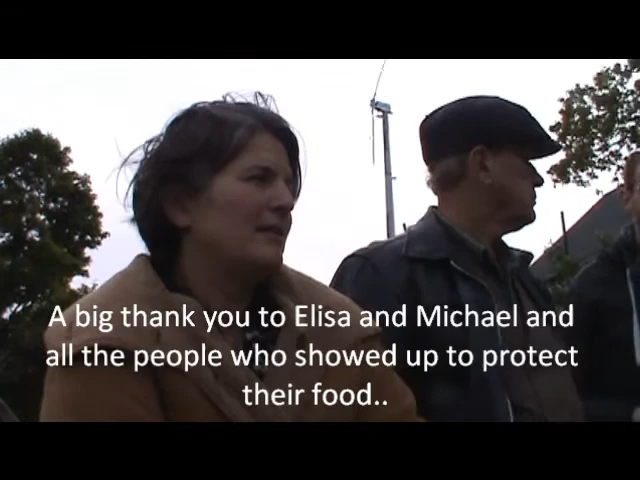 A big thank you to Elisa and Michael and
all the people who showed up to protect
their food..